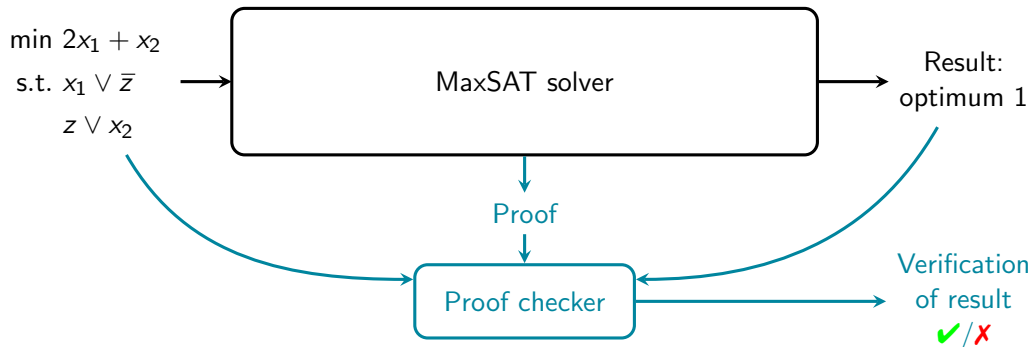 min 2x₁ + x₂
s.t. x₁ ∨ z̄
z ∨ x₂
MaxSAT solver
Result:
optimum 1
Proof
Proof checker
Verification
of result
✔/✗